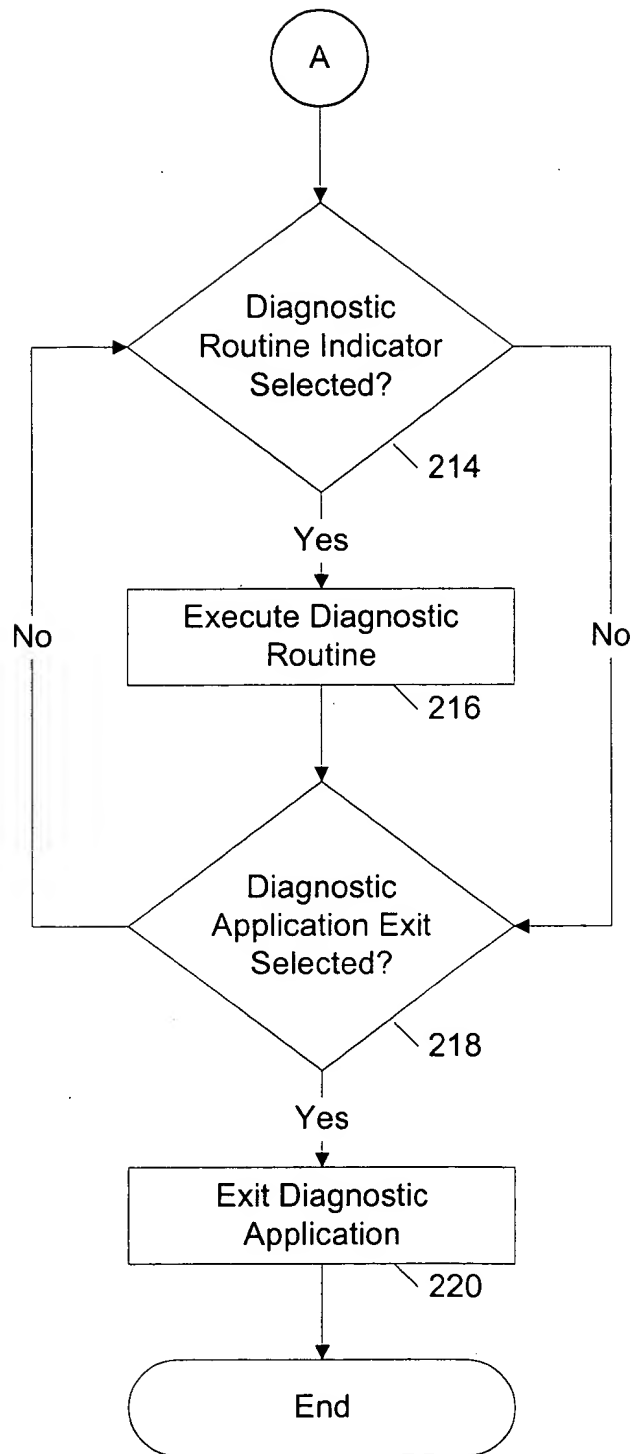 A
Diagnostic
Routine Indicator
Selected?
214
Yes
Execute Diagnostic
Routine
216
No
No
Diagnostic
Application Exit
Selected?
218
Yes
Exit Diagnostic
Application
220
End